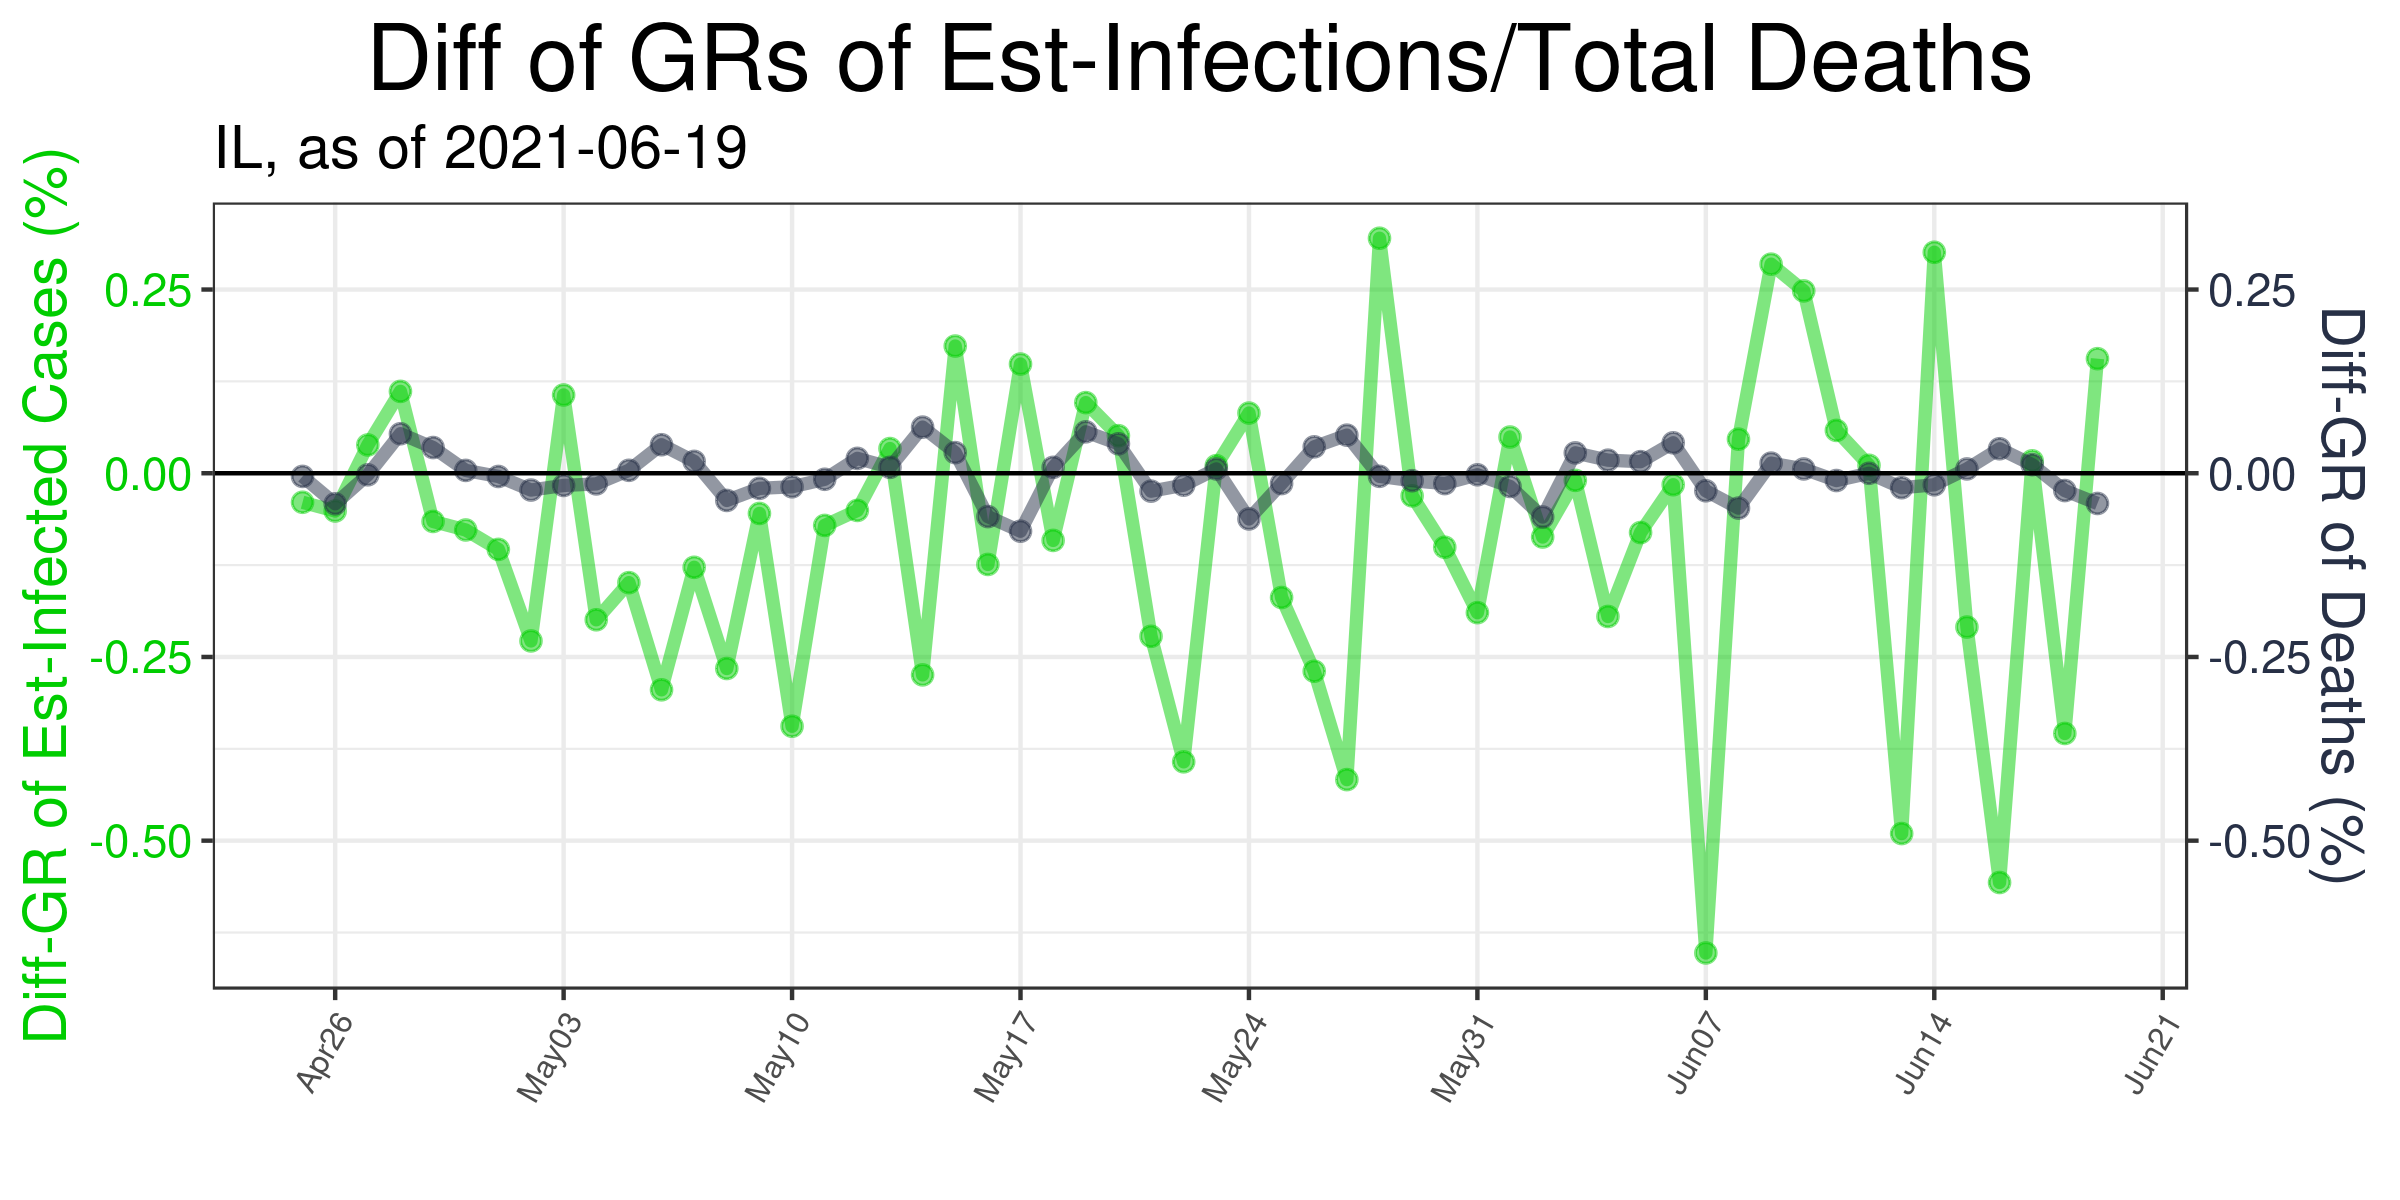 Diff of GRs of Est-Infections/Total Deaths
IL, as of 2021-06-19
Diff-GR of Est-Infected Cases (%)
0.25
0.00
-0.25
-0.50
0.25
0.00
-0.25
-0.50
Diff-GR of Deaths (%)
Apr26
May03
May10
May17
May24
May31
Jun07
Jun14
Jun21